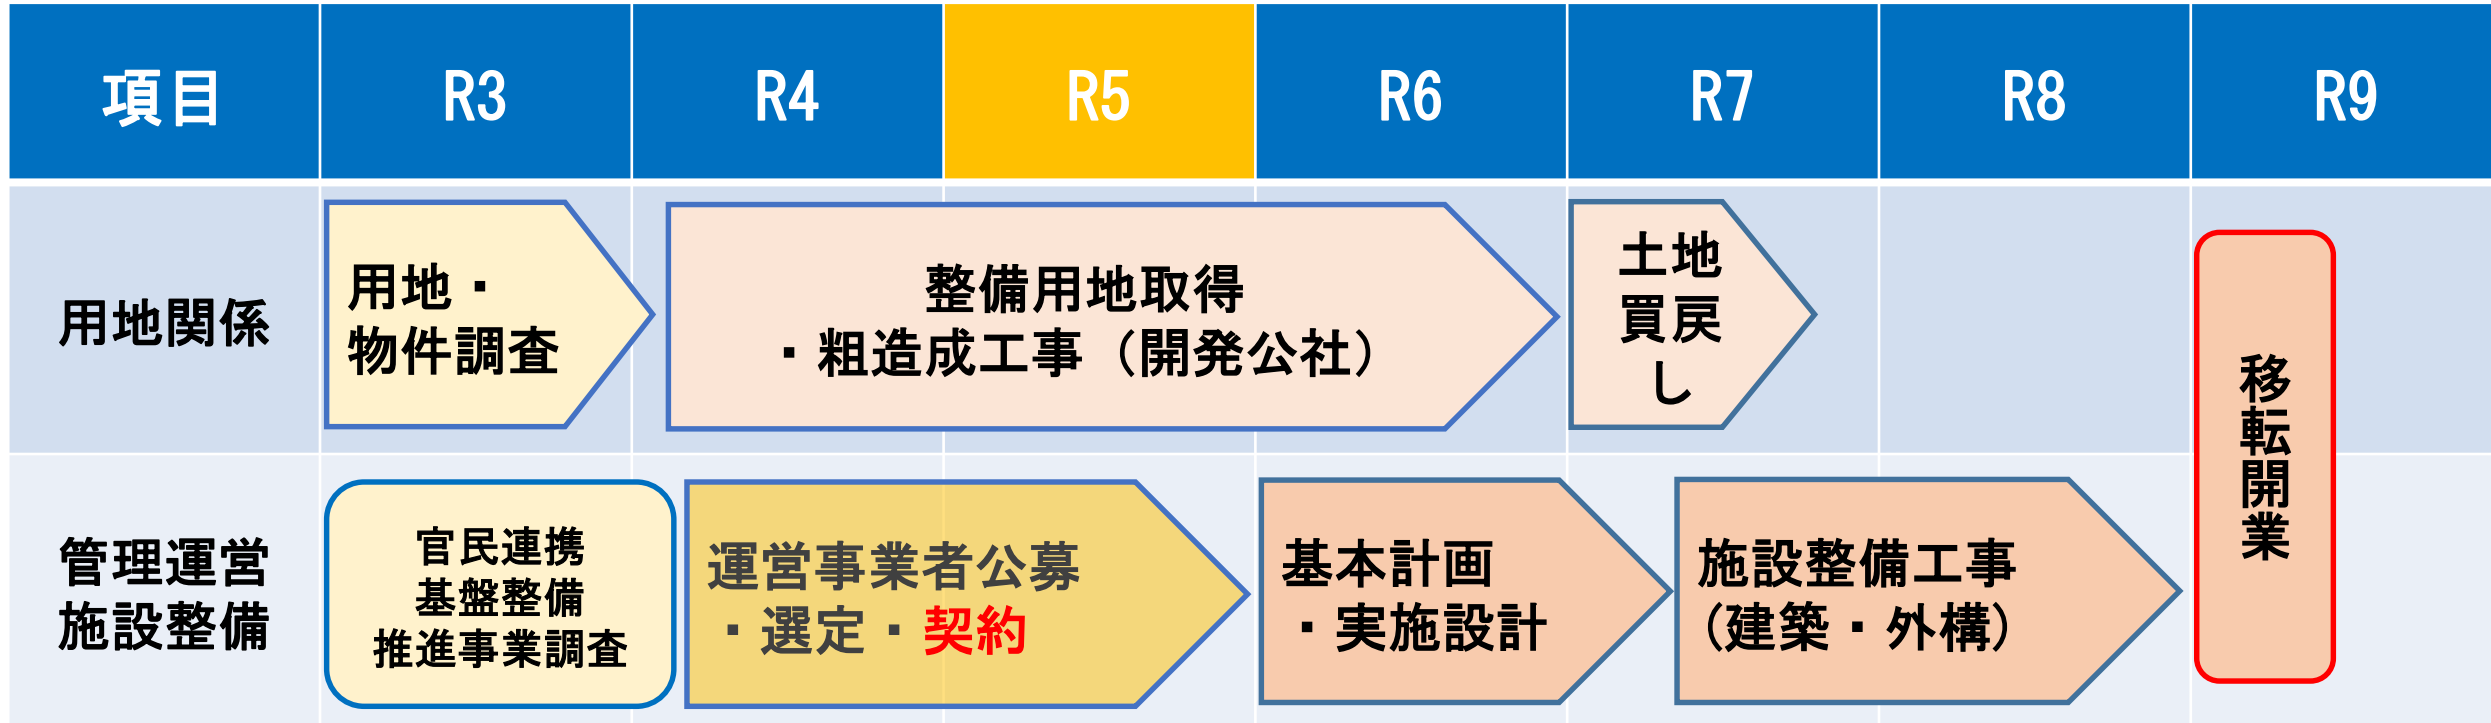 項目
R3
R4
R5
R6
R7
R8
R9
用地関係
用地・
物件調査
整備用地取得
・粗造成工事（開発公社）
土地
買戻
し
管理運営
施設整備
官民連携
基盤整備
推進事業調査
運営事業者公募
・選定・契約
基本計画
・実施設計
施設整備工事
（建築・外構）
移転開業